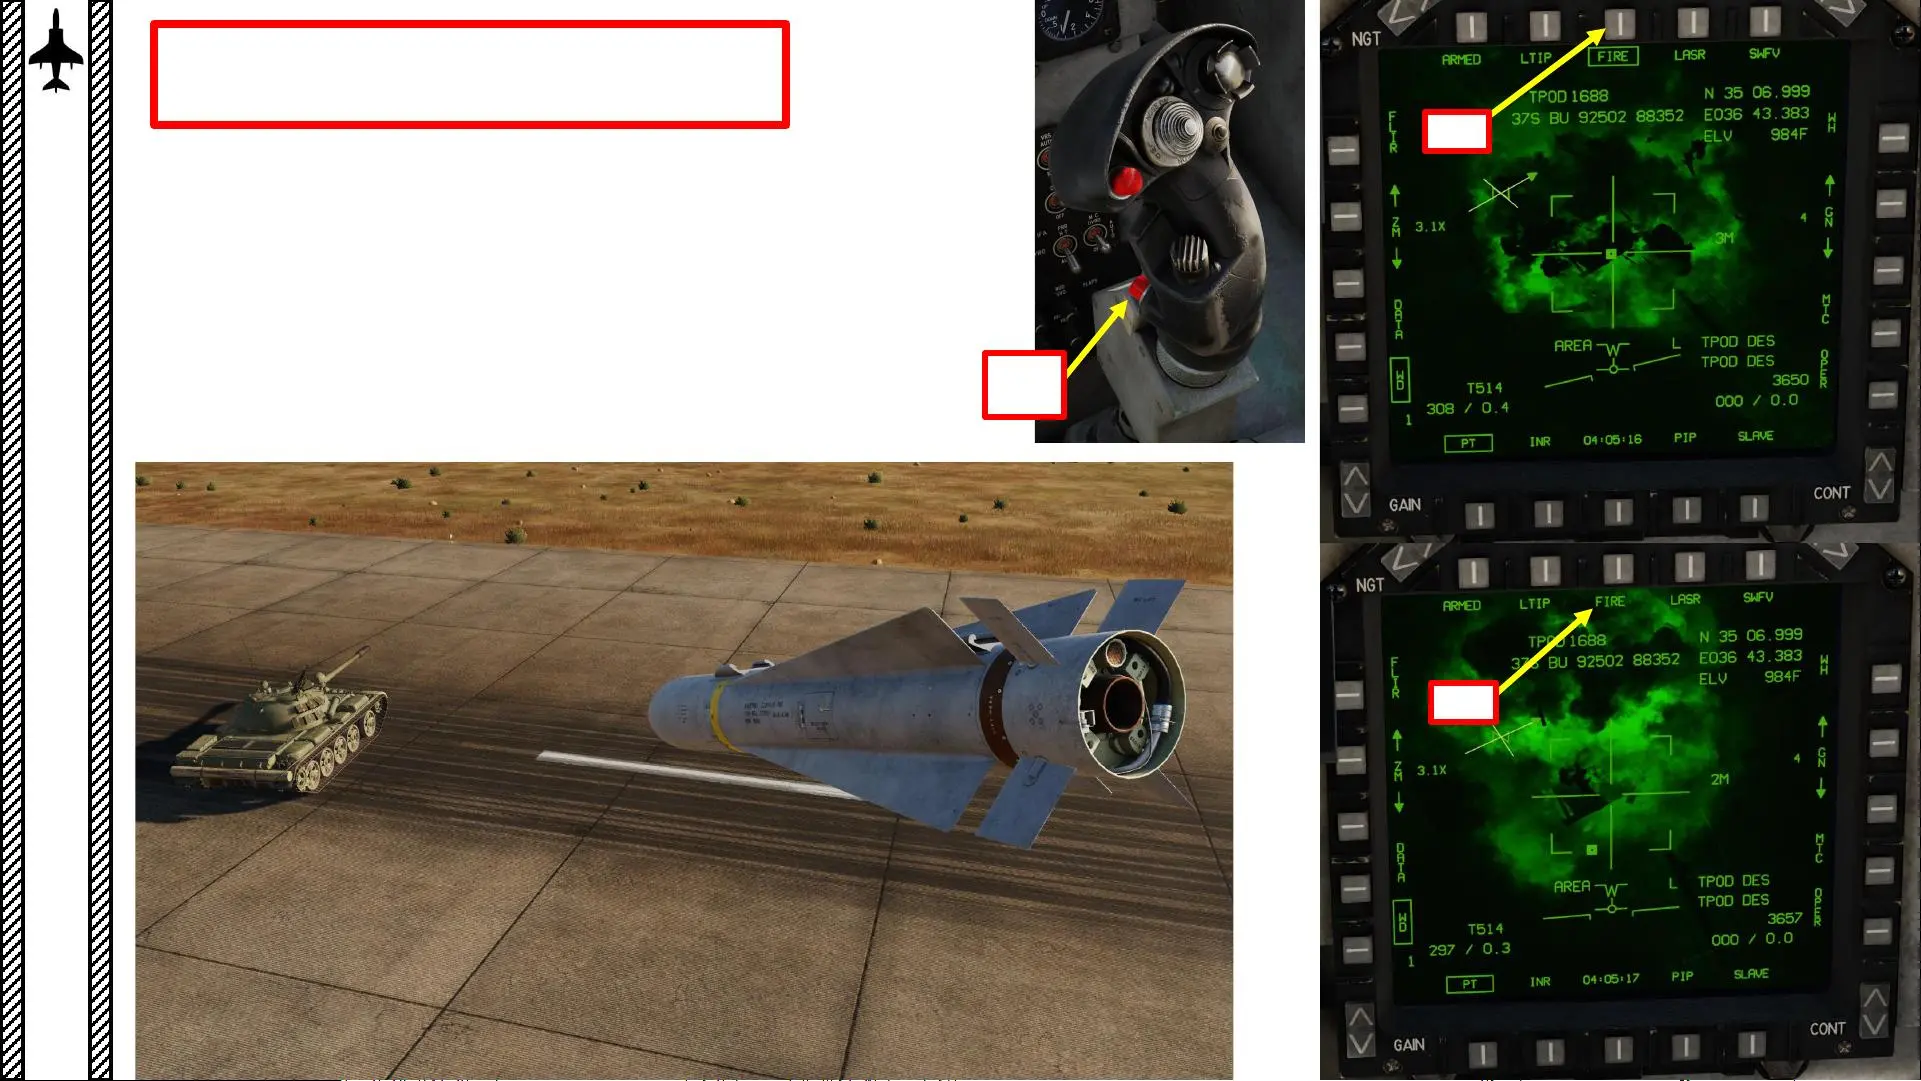 NGT
ARMED LTIP FIRE LASR SWFV
TPOD 1688
37S BU 92502 88352
N 35 06.999
E036 43.383
ELV 984F
FLIR
WH
ZM
3.1X
4
GN
3M
DATA
MTC
AREA W L
TPOD DES
TPOD DES
OPER
WD
1
T514
308 / 0.4
3650
000 / 0.0
PT INR 04:05:16 PIP SLAVE
GAIN
CONT
NGT
ARMED LTIP FIRE LASR SWFV
TPOD 1688
BU 92502 88352
N 35 06.999
E036 43.383
ELV 984F
FLIR
WH
ZM
3.1X
4
GN
2M
DATA
MTC
AREA W L
TPOD DES
TPOD DES
OPER
WD
1
T514
297 / 0.3
3657
000 / 0.0
PT INR 04:05:17 PIP SLAVE
GAIN
CONT